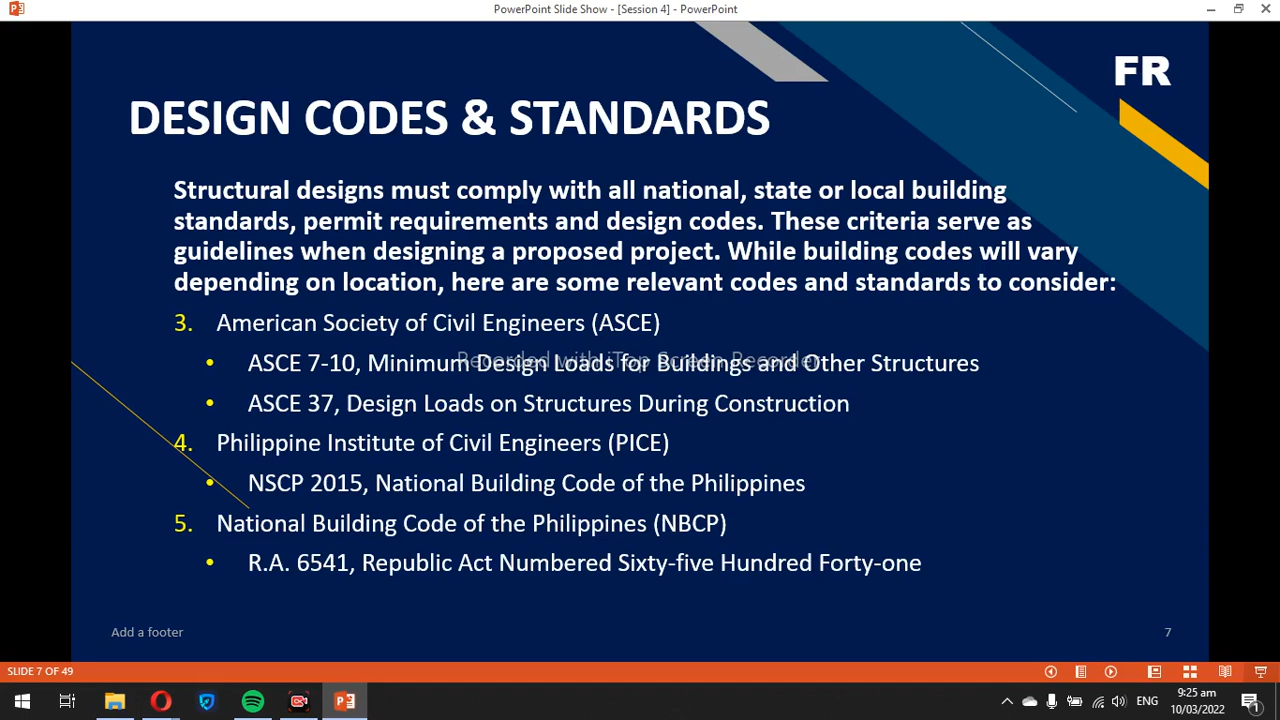 PowerPoint Slide Show - [Session 4] - PowerPoint
FR
DESIGN CODES & STANDARDS
Structural designs must comply with all national, state or local building
standards, permit requirements and design codes. These criteria serve as
guidelines when designing a proposed project. While building codes will vary
depending on location, here are some relevant codes and standards to consider:
3. American Society of Civil Engineers (ASCE)
• ASCE 7-10, Minimum Design Loads for Buildings and Other Structures
Recorded with iTop Screen Recorder
• ASCE 37, Design Loads on Structures During Construction
4. Philippine Institute of Civil Engineers (PICE)
• NSCP 2015, National Building Code of the Philippines
5. National Building Code of the Philippines (NBCP)
• R.A. 6541, Republic Act Numbered Sixty-five Hundred Forty-one
Add a footer
7
SLIDE 7 OF 49
ENG
9:25 am
10/03/2022
1